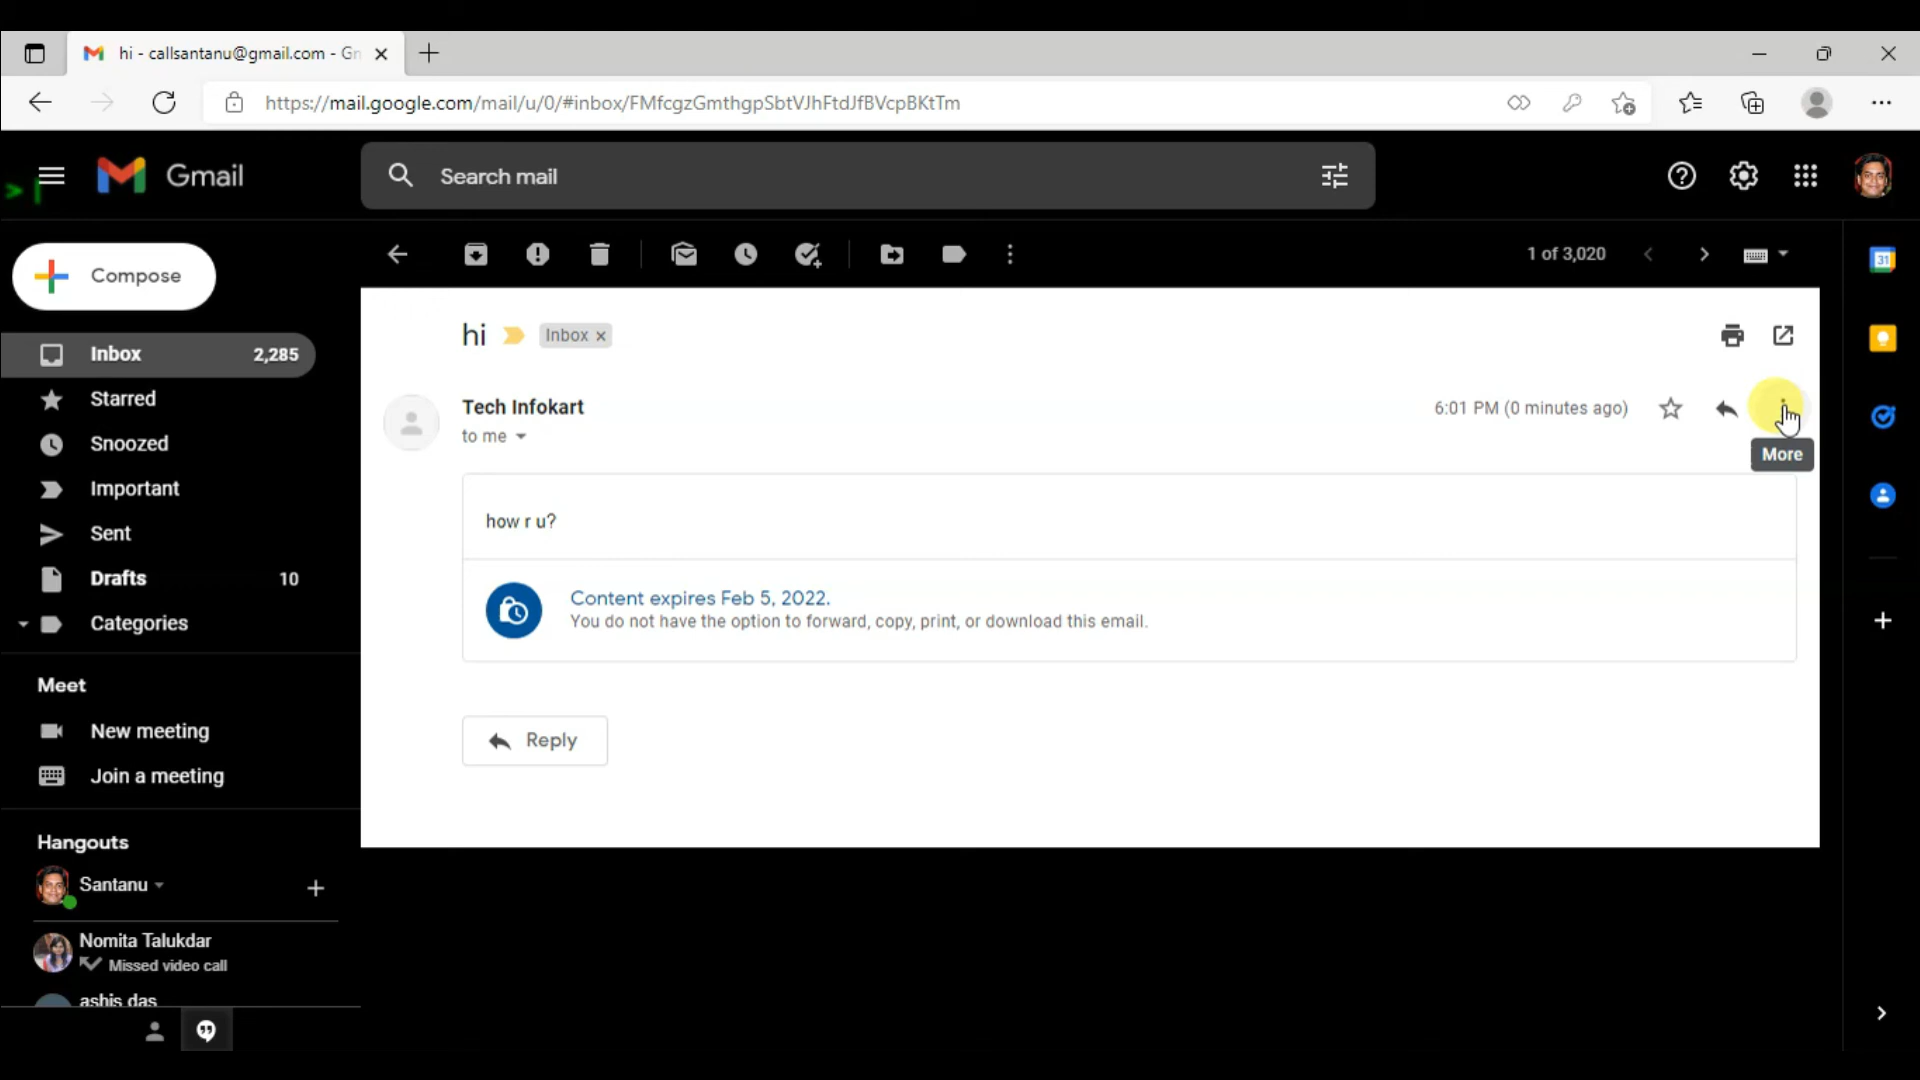 hi - callsantanu@gmail.com - Gm
https://mail.google.com/mail/u/0/#inbox/FMfcgzGmthgpSbtVJhFtdJfBVcpBKtTm
Gmail
Search mail
Compose
1 of 3,020
31
Inbox 2,285
Starred
Snoozed
Important
Sent
Drafts 10
Categories
Meet
New meeting
Join a meeting
Hangouts
Santanu
Nomita Talukdar
Missed video call
ashis das
hi Inbox ×
Tech Infokart
6:01 PM (0 minutes ago)
to me
More
how r u?
Content expires Feb 5, 2022.
You do not have the option to forward, copy, print, or download this email.
Reply